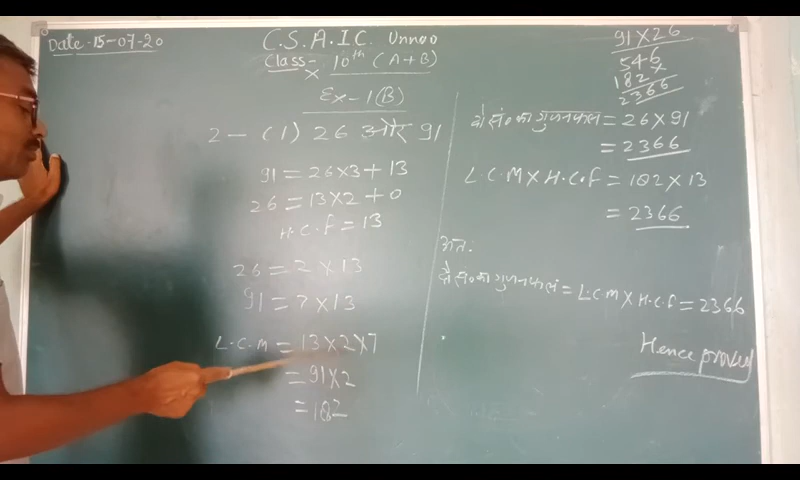 Date-15-07-20
C.S.A.I.C. Unnao
Class- 10th (A+B)
×
Ex-1(B)
2-(1) 26 और 91
91 = 26×3+13
26 = 13×2+0
H.C.F = 13
26 = 2×13
91 = 7×13
L.C.M = 13×2×7
= 91×2
= 182
91×26
546
182×
2366
दो सं० का गुणनफल = 26×91
= 2366
L.C.M×H.C.F = 182×13
= 2366
अतः
दो सं० का गुणनफल = L.C.M×H.C.F = 2366
Hence proved